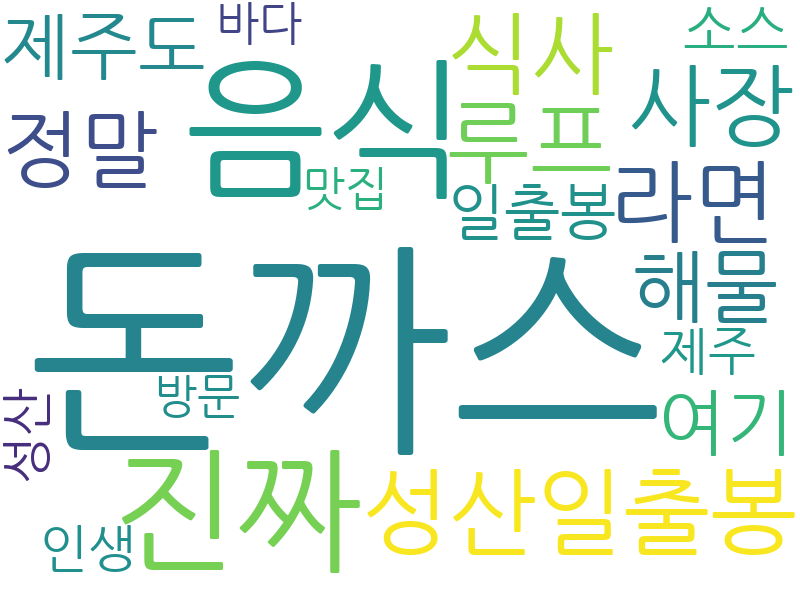 제주도
바다
식사
소스
음식
정말
루프
사장
맛집
일출봉
라면
돈까스
해물
제주
방문
성산
여기
진짜
성산일출봉
인생